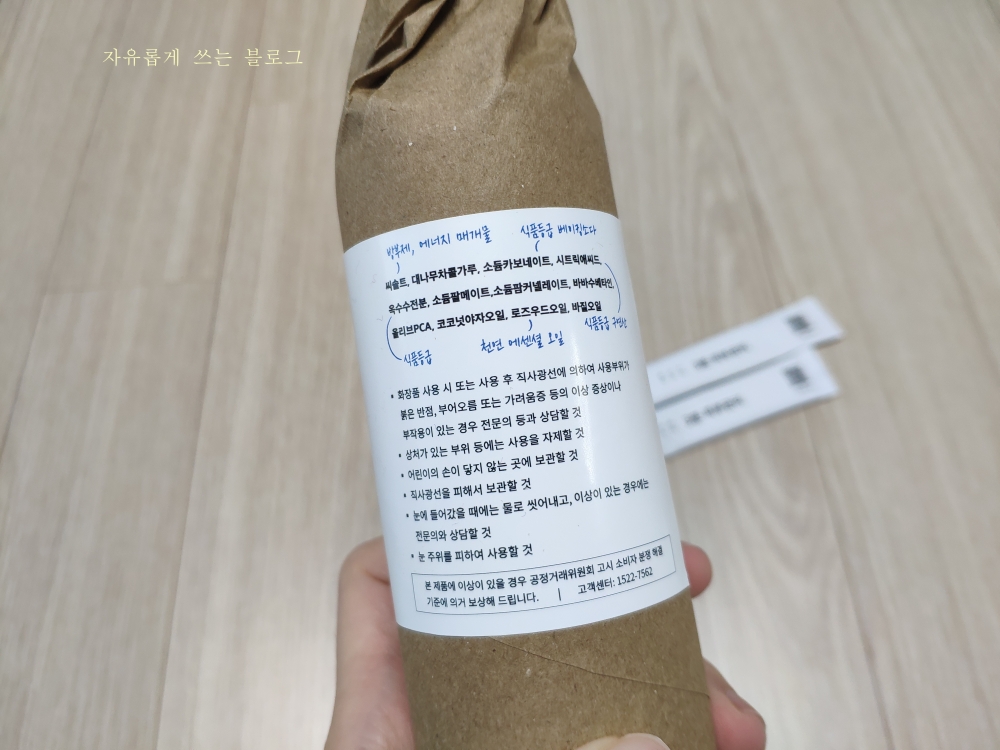 자유롭게 쓰는 블로그
방부제, 에너지 매개물
식품등급 베이킹소다
씨솔트, 대나무차콜가루, 소듐카보네이트, 시트릭애씨드
옥수수전분, 소듐팔메이트,소듐팜커넬레이트, 바바수베타인
올리브PCA, 코코넛야자오일, 로즈우드오일, 바질오일
식품등급
천연 에센셜 오일
식품등급 구연산
• 화장품 사용 시 또는 사용 후 직사광선에 의하여 사용부위가
붉은 반점, 부어오름 또는 가려움증 등의 이상 증상이나
부작용이 있는 경우 전문의 등과 상담할 것
• 상처가 있는 부위 등에는 사용을 자제할 것
• 어린이의 손이 닿지 않는 곳에 보관할 것
• 직사광선을 피해서 보관할 것
• 눈에 들어갔을 때에는 물로 씻어내고, 이상이 있는 경우에는
전문의와 상담할 것
• 눈 주위를 피하여 사용할 것
본 제품에 이상이 있을 경우 공정거래위원회 고시 소비자 분쟁 해결
기준에 의거 보상해 드립니다. | 고객센터: 1522-7562